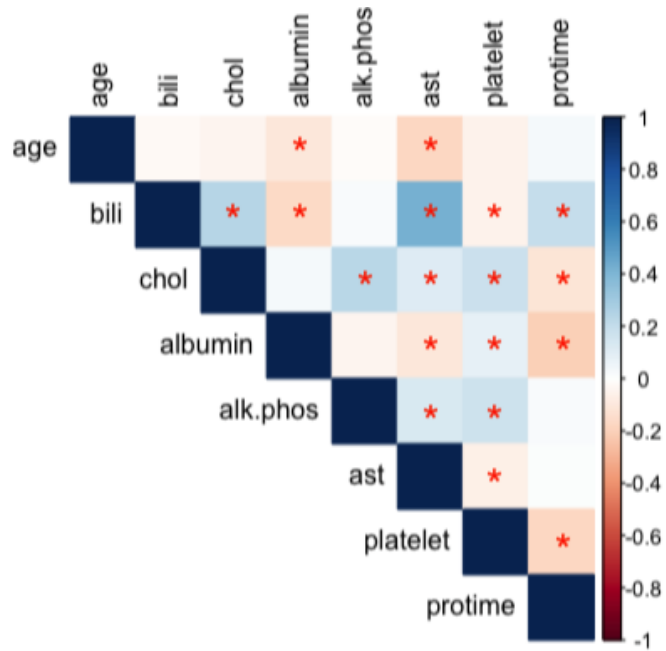 age bili chol albumin alk.phos ast platelet protime
age * * 1
0.8
bili * * * * * 0.6
chol * * * * 0.4
0.2
albumin * * * 0
alk.phos * * -0.2
ast * -0.4
platelet * -0.6
-0.8
protime -1